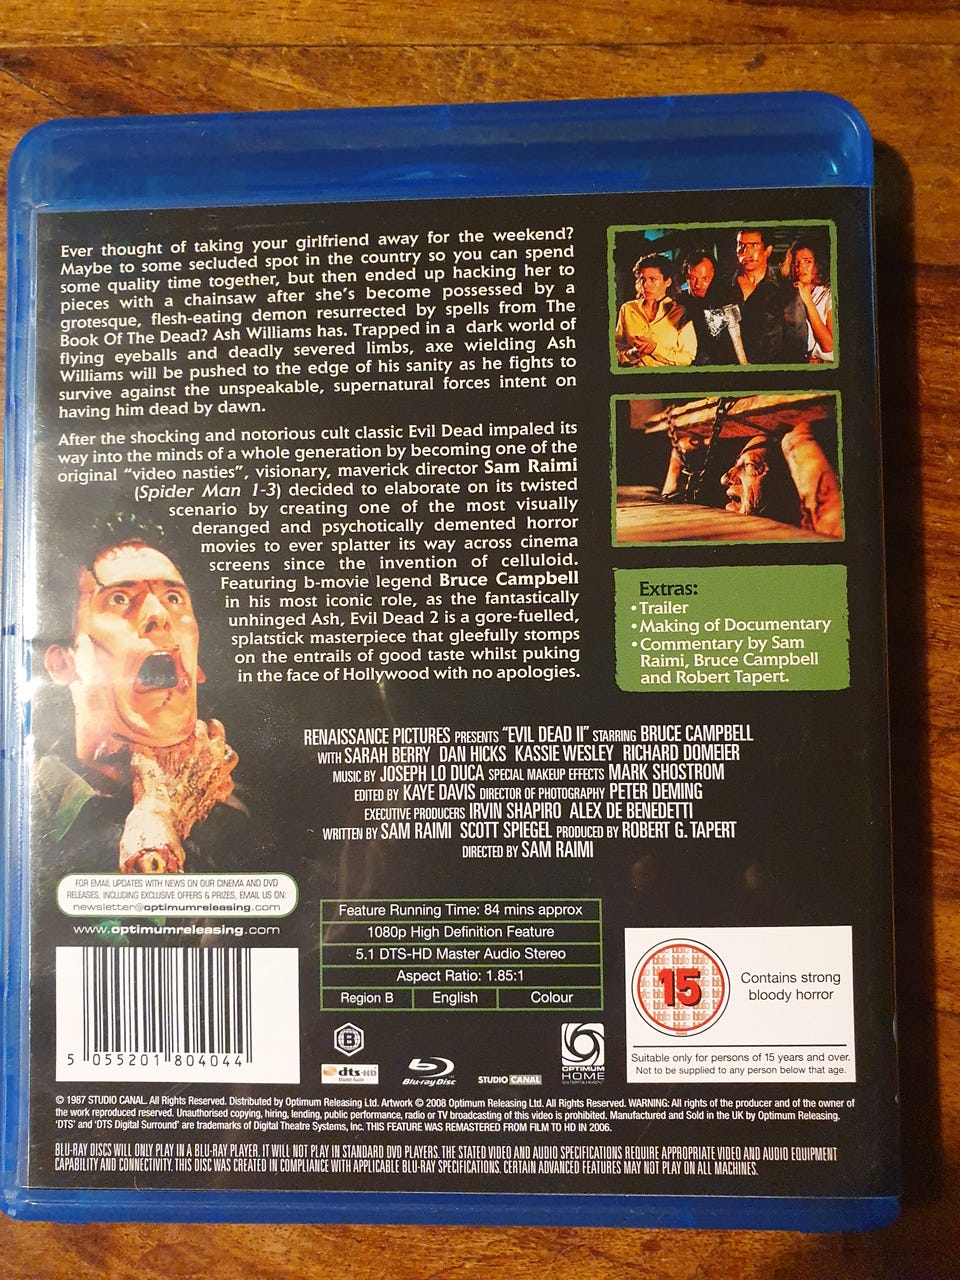 Ever thought of taking your girlfriend away for the weekend?
Maybe to some secluded spot in the country so you can spend
some quality time together, but then ended up hacking her to
pieces with a chainsaw after she's become possessed by a
grotesque, flesh-eating demon resurrected by spells from The
Book Of The Dead? Ash Williams has. Trapped in a dark world of
flying eyeballs and deadly severed limbs, axe wielding Ash
Williams will be pushed to the edge of his sanity as he fights to
survive against the unspeakable, supernatural forces intent on
having him dead by dawn.
After the shocking and notorious cult classic Evil Dead impaled its
way into the minds of a whole generation by becoming one of the
original "video nasties", visionary, maverick director Sam Raimi
(Spider Man 1-3) decided to elaborate on its twisted
scenario by creating one of the most visually
deranged and psychotically demented horror
movies to ever splatter its way across cinema
screens since the invention of celluloid.
Featuring b-movie legend Bruce Campbell
in his most iconic role, as the fantastically
unhinged Ash, Evil Dead 2 is a gore-fuelled,
splatstick masterpiece that gleefully stomps
on the entrails of good taste whilst puking
in the face of Hollywood with no apologies.
Extras:
• Trailer
• Making of Documentary
• Commentary by Sam
Raimi, Bruce Campbell
and Robert Tapert.
RENAISSANCE PICTURES PRESENTS "EVIL DEAD II" STARRING BRUCE CAMPBELL
WITH SARAH BERRY DAN HICKS KASSIE WESLEY RICHARD DOMEIER
MUSIC BY JOSEPH LO DUCA SPECIAL MAKEUP EFFECTS MARK SHOSTROM
EDITED BY KAYE DAVIS DIRECTOR OF PHOTOGRAPHY PETER DEMING
EXECUTIVE PRODUCERS IRVIN SHAPIRO ALEX DE BENEDETTI
WRITTEN BY SAM RAIMI SCOTT SPIEGEL PRODUCED BY ROBERT G. TAPERT
DIRECTED BY SAM RAIMI
FOR EMAIL UPDATES WITH NEWS ON OUR CINEMA AND DVD
RELEASES, INCLUDING EXCLUSIVE OFFERS & PRIZES, EMAIL US ON:
newsletter@optimumreleasing.com
www.optimumreleasing.com
5 055201 804044
Feature Running Time: 84 mins approx
1080p High Definition Feature
5.1 DTS-HD Master Audio Stereo
Aspect Ratio: 1.85:1
Region B English Colour
B
dts-HD
Master Audio
Blu-ray Disc
STUDIO CANAL
OPTIMUM
HOME
ENTERTAINMENT
bbfc
15
Contains strong
bloody horror
Suitable only for persons of 15 years and over.
Not to be supplied to any person below that age.
© 1987 STUDIO CANAL. All Rights Reserved. Distributed by Optimum Releasing Ltd. Artwork © 2008 Optimum Releasing Ltd. All Rights Reserved. WARNING: All rights of the producer and of the owner of
the work reproduced reserved. Unauthorised copying, hiring, lending, public performance, radio or TV broadcasting of this video is prohibited. Manufactured and Sold in the UK by Optimum Releasing.
'DTS' and 'DTS Digital Surround' are trademarks of Digital Theatre Systems, Inc. THIS FEATURE WAS REMASTERED FROM FILM TO HD IN 2006.
BLU-RAY DISCS WILL ONLY PLAY IN A BLU-RAY PLAYER. IT WILL NOT PLAY IN STANDARD DVD PLAYERS. THE STATED VIDEO AND AUDIO SPECIFICATIONS REQUIRE APPROPRIATE VIDEO AND AUDIO EQUIPMENT
CAPABILITY AND CONNECTIVITY. THIS DISC WAS CREATED IN COMPLIANCE WITH APPLICABLE BLU-RAY SPECIFICATIONS. CERTAIN ADVANCED FEATURES MAY NOT PLAY ON ALL MACHINES.